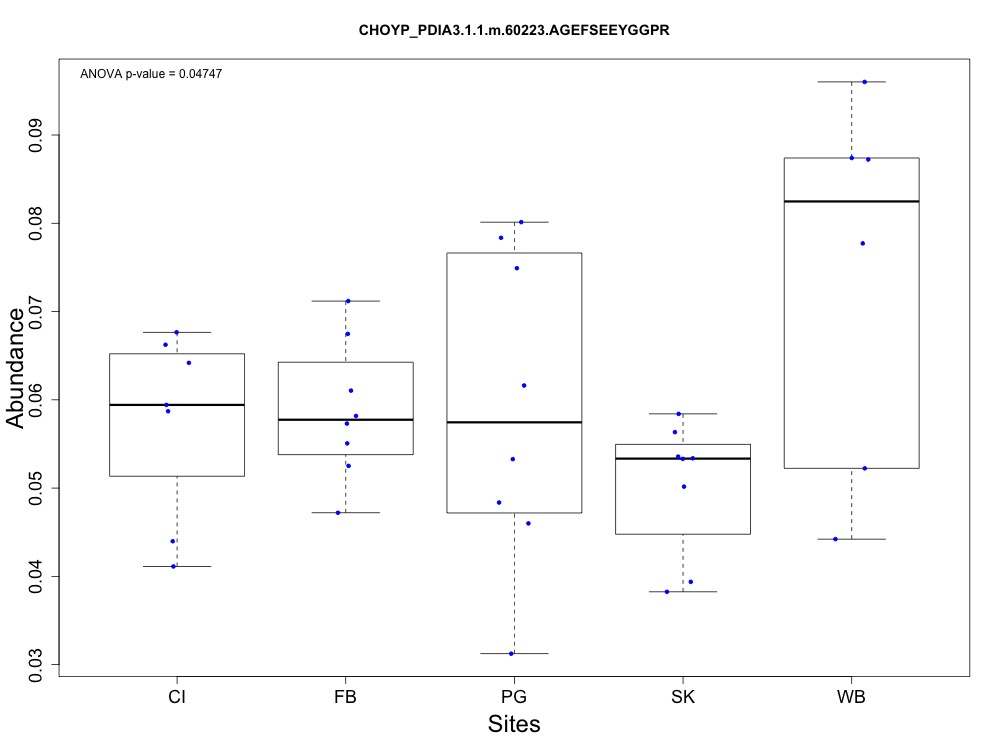 CHOYP_PDIA3.1.1.m.60223.AGEFSEEYGGPR
ANOVA p-value = 0.04747
0.09
0.08
0.07
0.06
0.05
0.04
0.03
Abundance
CI FB PG SK WB
Sites